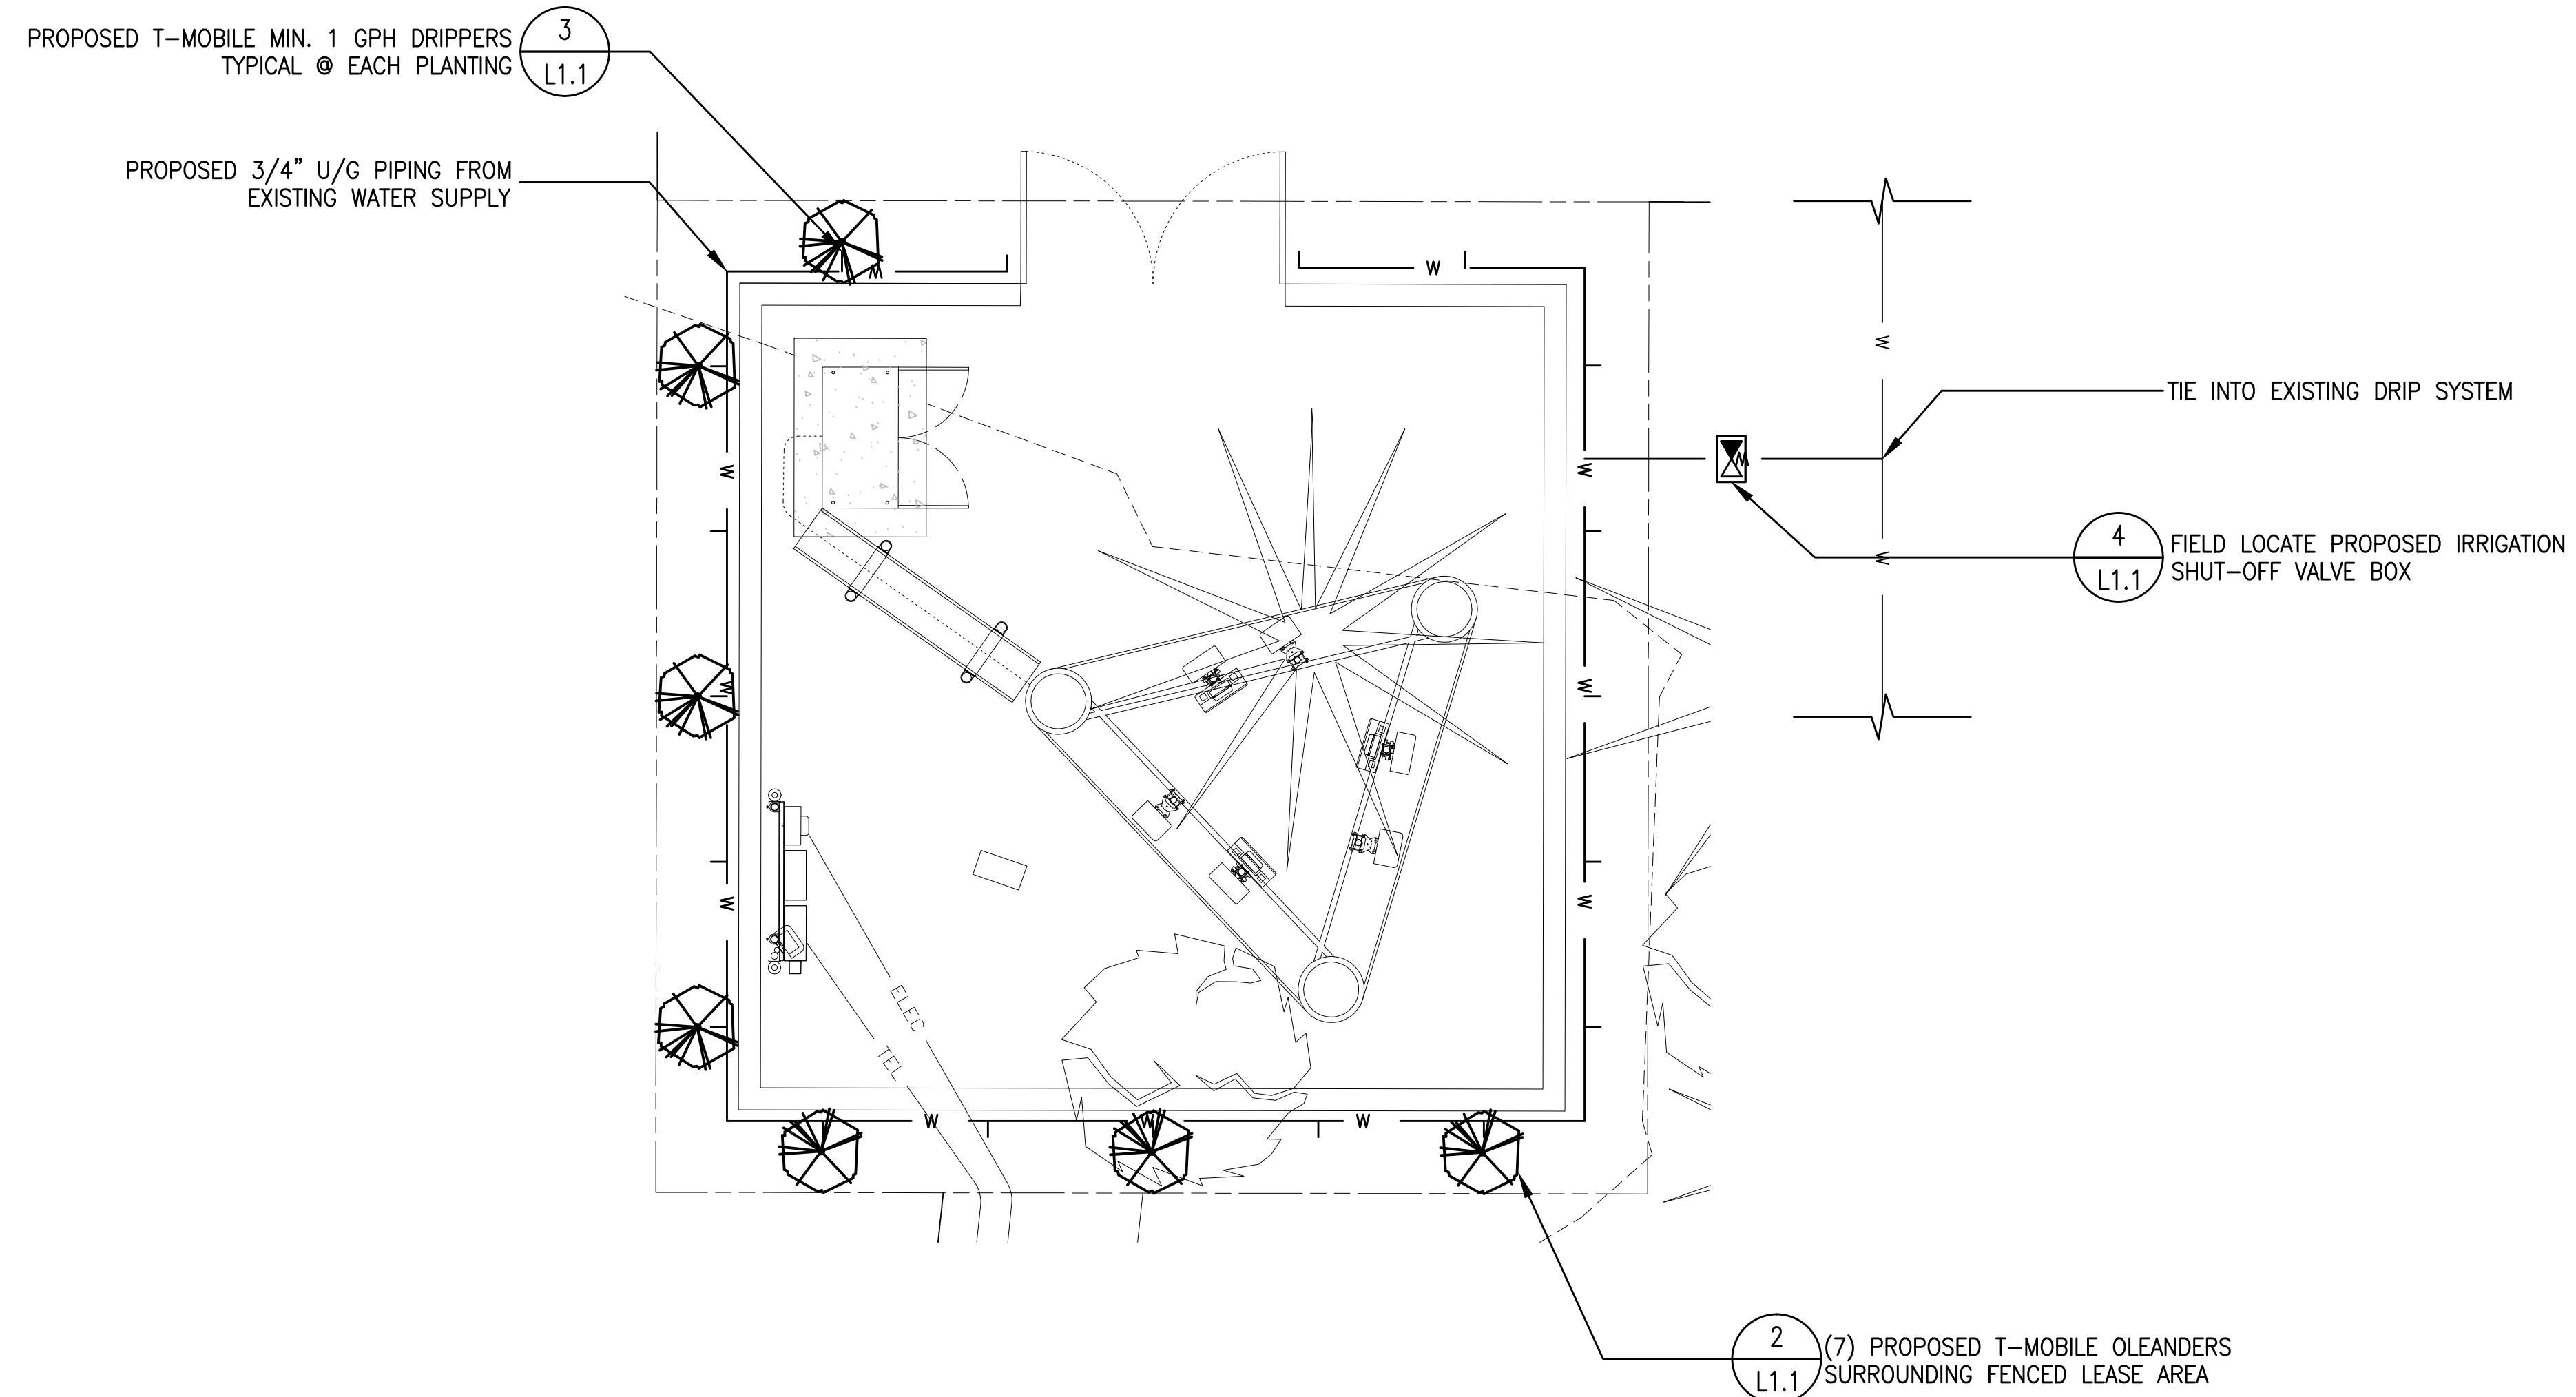 3
L1.1
PROPOSED T-MOBILE MIN. 1 GPH DRIPPERS
TYPICAL @ EACH PLANTING
PROPOSED 3/4" U/G PIPING FROM
EXISTING WATER SUPPLY
W
W
W
W
W
W
W
W
W
W
W
W
W
W
TIE INTO EXISTING DRIP SYSTEM
4
L1.1
FIELD LOCATE PROPOSED IRRIGATION
SHUT-OFF VALVE BOX
ELEC
TEL
2
L1.1
(7) PROPOSED T-MOBILE OLEANDERS
SURROUNDING FENCED LEASE AREA